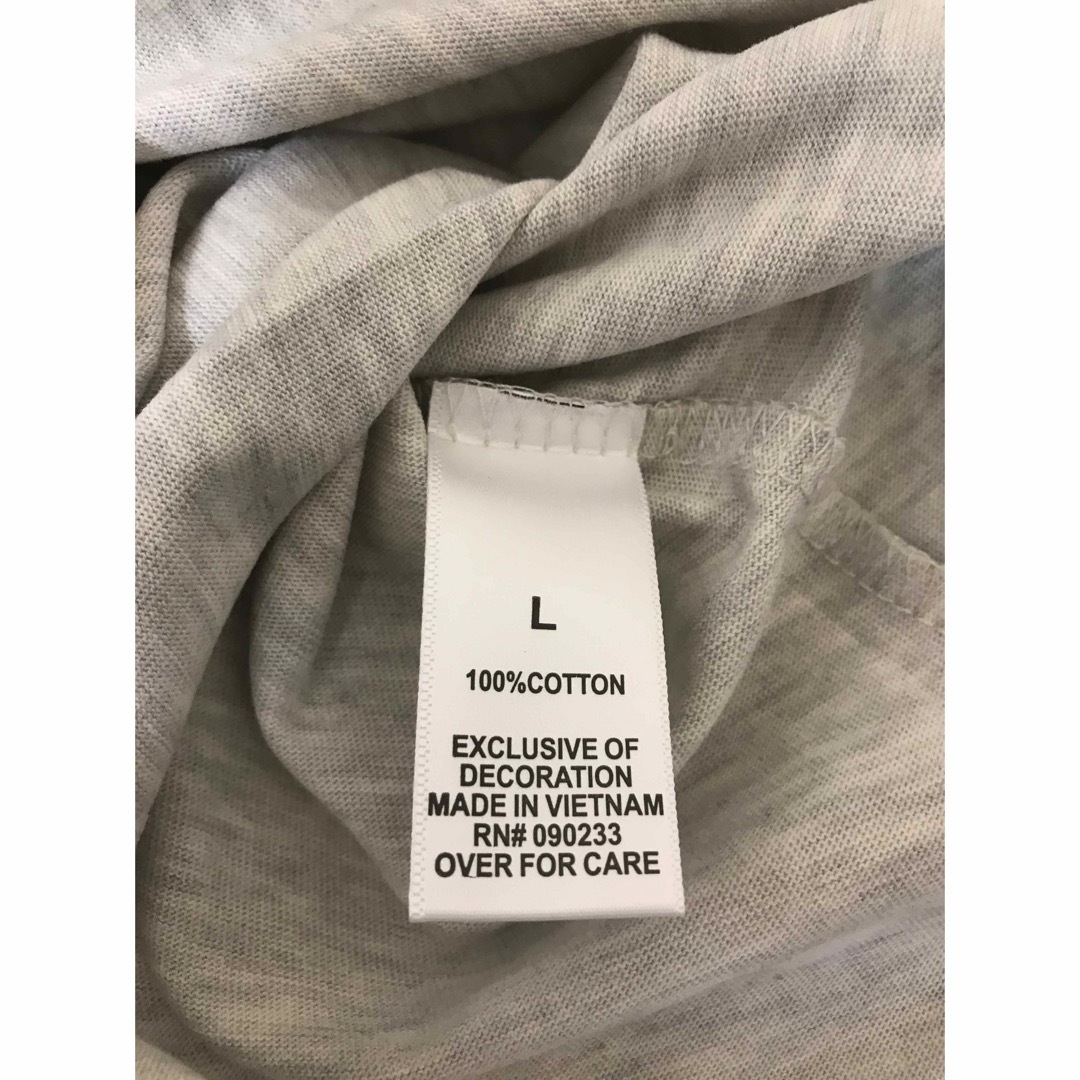 L
100%COTTON
EXCLUSIVE OF
DECORATION
MADE IN VIETNAM
RN# 090233
OVER FOR CARE